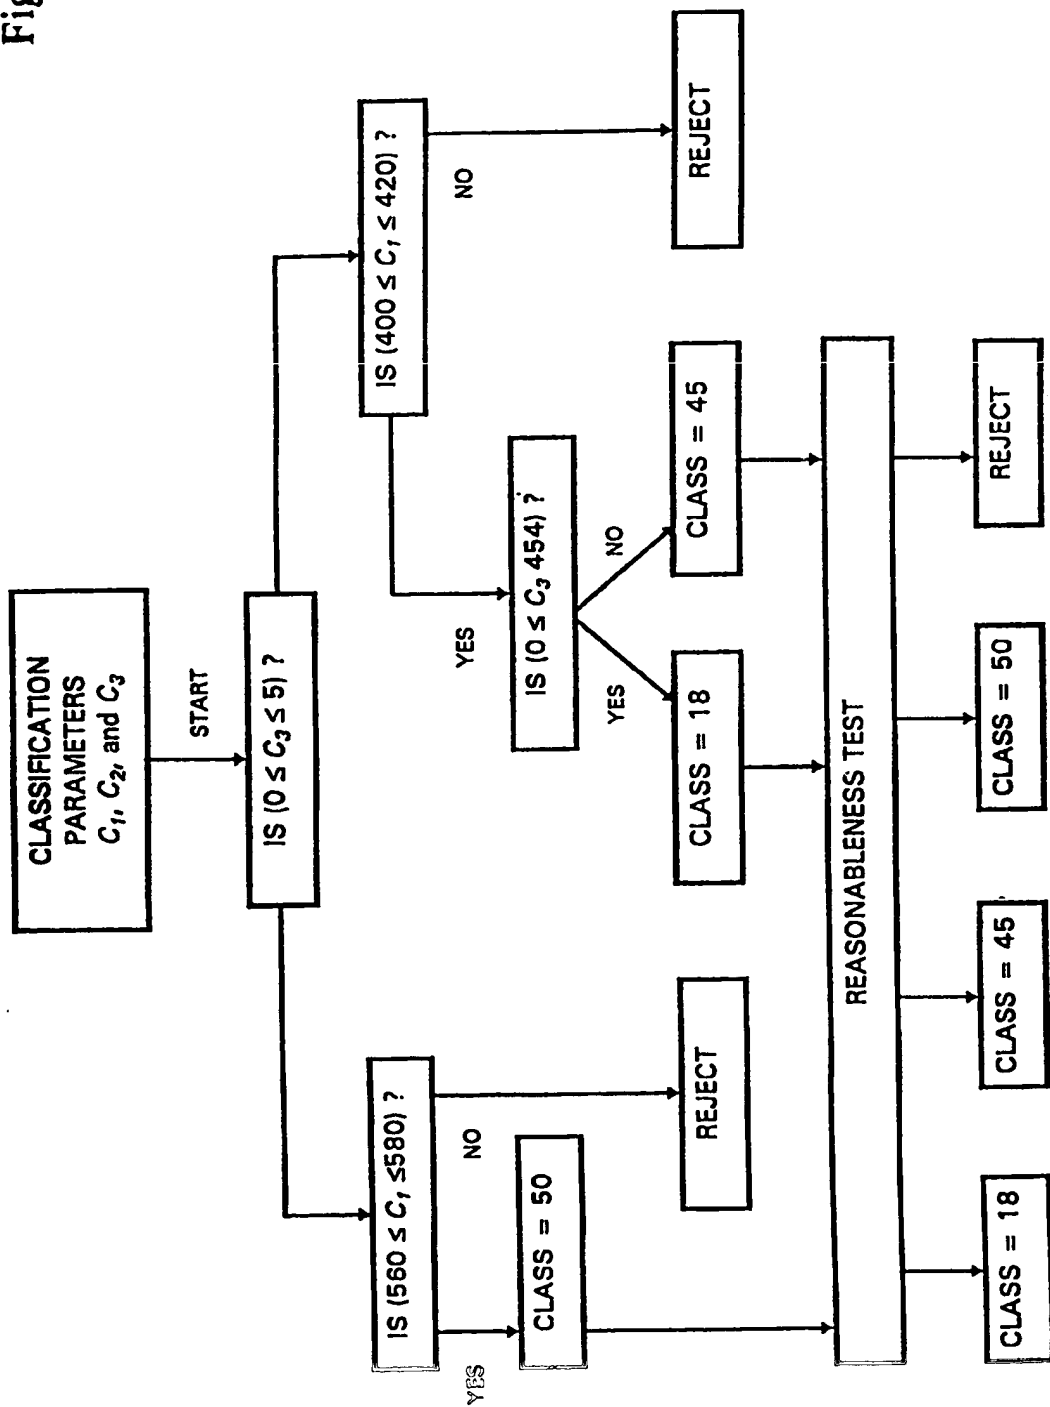 Fig
CLASSIFICATION
PARAMETERS
C1, C2, and C3
START
IS (0 ≤ C3 ≤ 5) ?
IS (560 ≤ C1 ≤580) ?
IS (400 ≤ C1 ≤ 420) ?
YES
NO
YES
NO
CLASS = 50
REJECT
IS (0 ≤ C3 454) ?
REJECT
YES
NO
CLASS = 18
CLASS = 45
REASONABLENESS TEST
CLASS = 18
CLASS = 45
CLASS = 50
REJECT